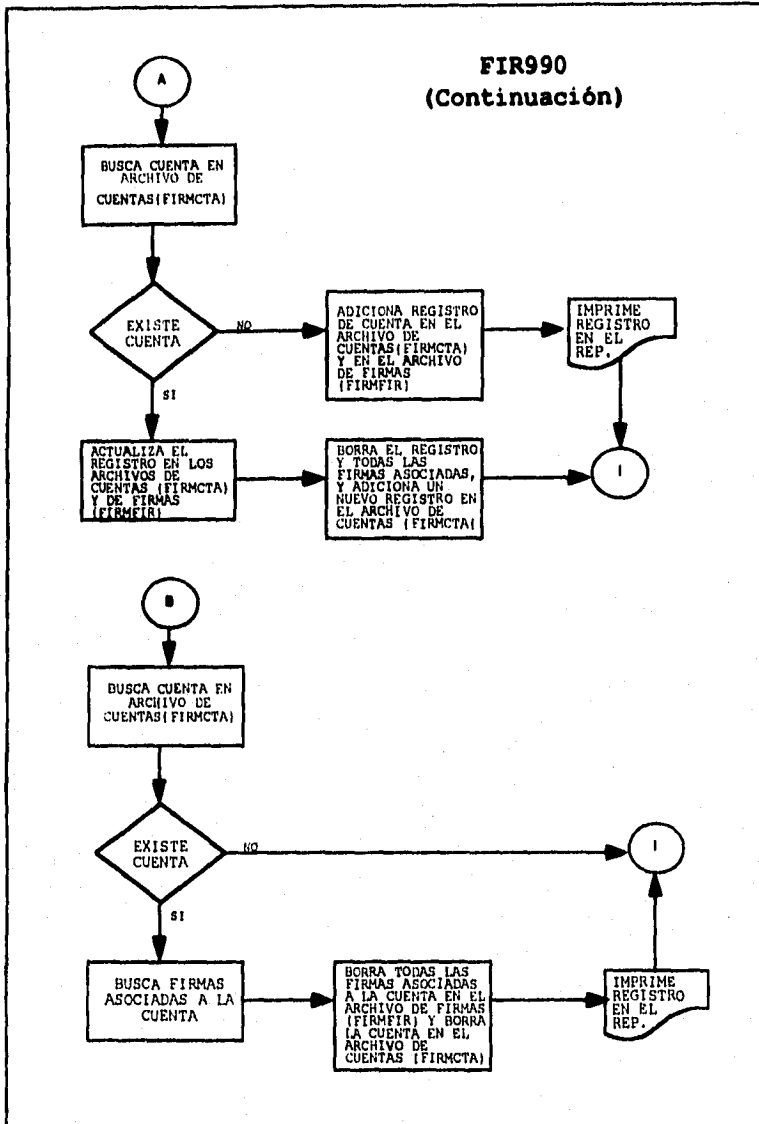 FIR990
(Continuación)
A
BUSCA CUENTA EN
ARCHIVO DE
CUENTAS(FIRMCTA)
EXISTE
CUENTA
NO
ADICIONA REGISTRO
DE CUENTA EN EL
ARCHIVO DE
CUENTAS(FIRMCTA)
Y EN EL ARCHIVO
DE FIRMAS
(FIRMFIR)
IMPRIME
REGISTRO
EN EL
REP.
SI
ACTUALIZA EL
REGISTRO EN LOS
ARCHIVOS DE
CUENTAS (FIRMCTA)
Y DE FIRMAS
(FIRMFIR)
BORRA EL REGISTRO
Y TODAS LAS
FIRMAS ASOCIADAS,
Y ADICIONA UN
NUEVO REGISTRO EN
EL ARCHIVO DE
CUENTAS (FIRMCTA(
I
B
BUSCA CUENTA EN
ARCHIVO DE
CUENTAS(FIRMCTA)
EXISTE
CUENTA
NO
I
SI
BUSCA FIRMAS
ASOCIADAS A LA
CUENTA
BORRA TODAS LAS
FIRMAS ASOCIADAS
A LA CUENTA EN EL
ARCHIVO DE FIRMAS
(FIRMFIR) Y BORRA
LA CUENTA EN EL
ARCHIVO DE
CUENTAS (FIRMCTA)
IMPRIME
REGISTRO
EN EL
REP.